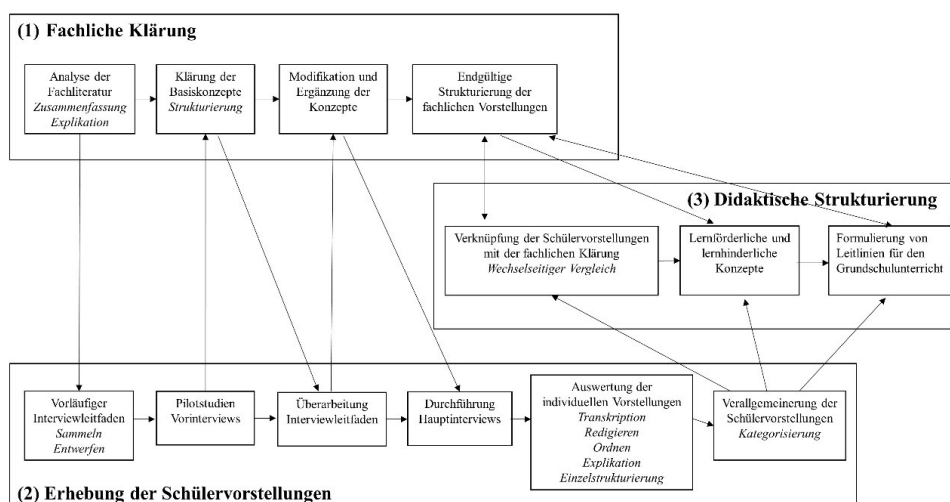 (1) Fachliche Klärung
Analyse der
Fachliteratur
Zusammenfassung
Explikation
Klärung der
Basiskonzepte
Strukturierung
Modifikation und
Ergänzung der
Konzepte
Endgültige
Strukturierung der
fachlichen Vorstellungen
(3) Didaktische Strukturierung
Verknüpfung der Schülervorstellungen
mit der fachlichen Klärung
Wechselseitiger Vergleich
Lernförderliche und
lernhinderliche
Konzepte
Formulierung von
Leitlinien für den
Grundschulunterricht
Vorläufiger
Interviewleitfaden
Sammeln
Entwerfen
Pilotstudien
Vorinterviews
Überarbeitung
Interviewleitfaden
Durchführung
Hauptinterviews
Auswertung der
individuellen Vorstellungen
Transkription
Redigieren
Ordnen
Explikation
Einzelstrukturierung
Verallgemeinerung der
Schülervorstellungen
Kategorisierung
(2) Erhebung der Schülervorstellungen